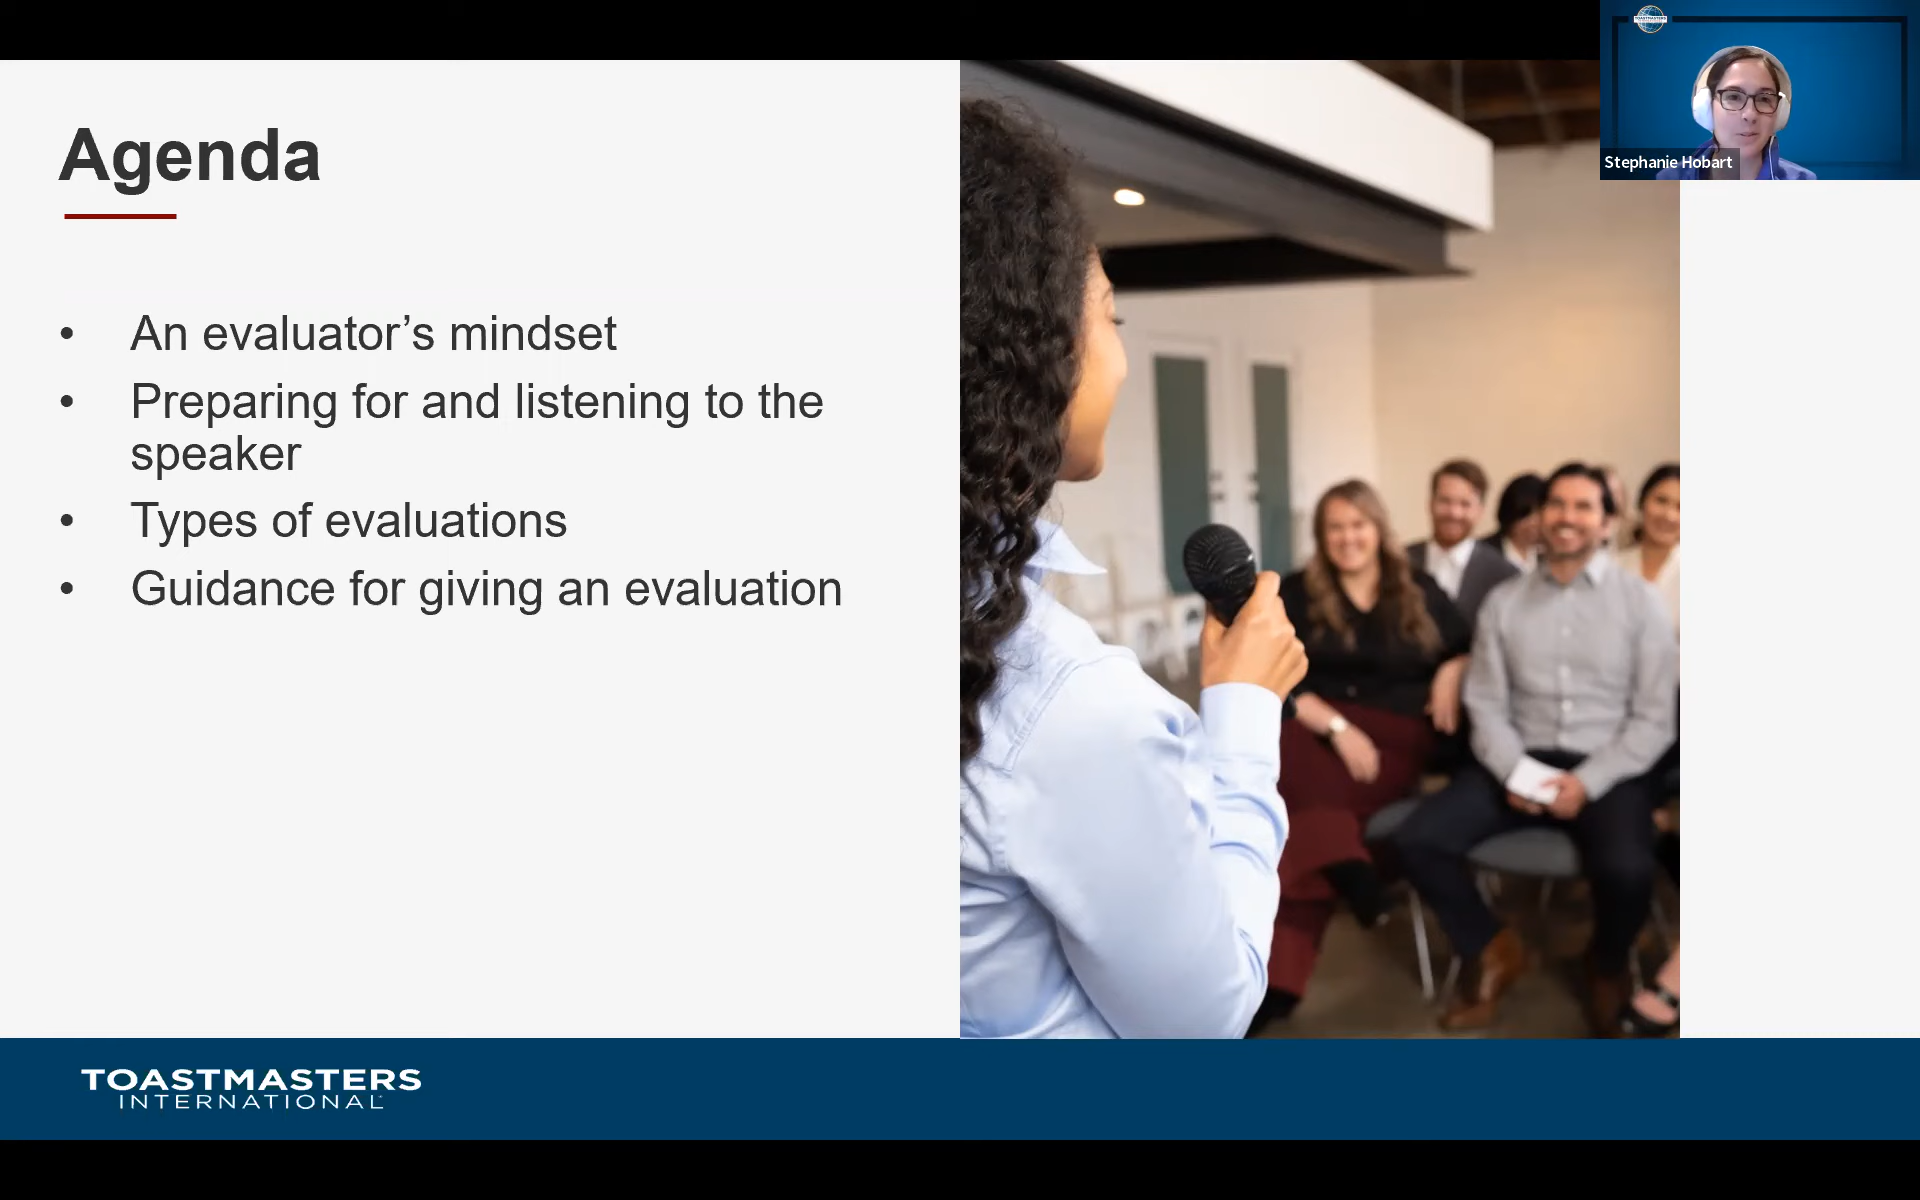 Agenda
• An evaluator’s mindset
• Preparing for and listening to the
speaker
• Types of evaluations
• Guidance for giving an evaluation
Stephanie Hobart
TOASTMASTERS
INTERNATIONAL